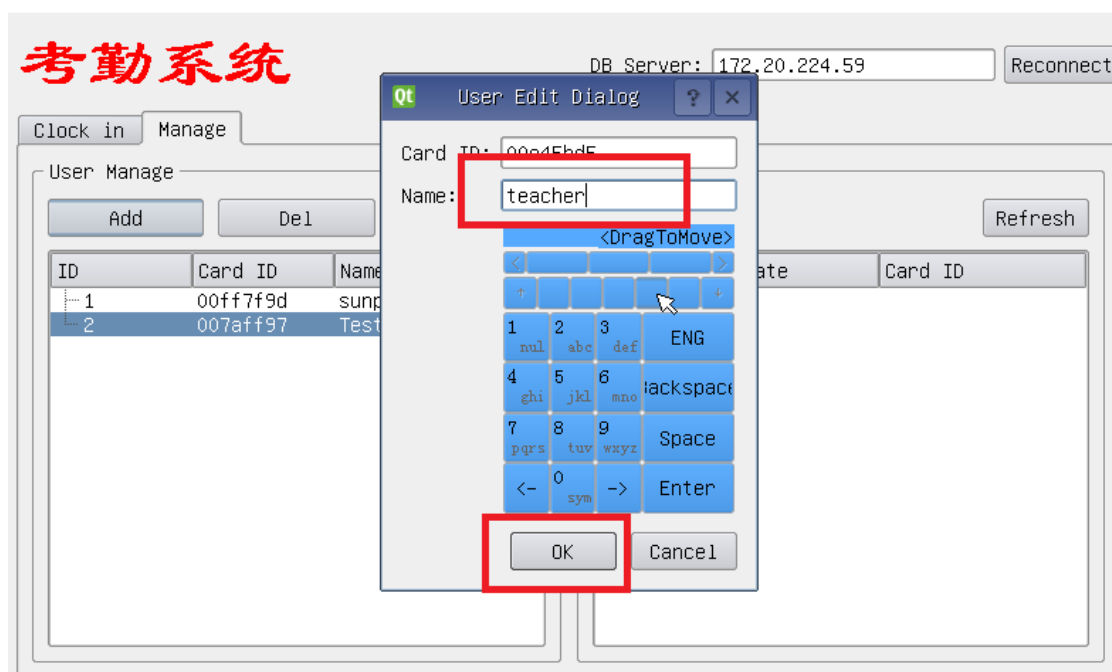 考勤系统
DB Server: 172.20.224.59 Reconnect
Qt User Edit Dialog ? ×
Clock in Manage
Card ID:
Name: teacher
User Manage
Add Del Refresh
<DragToMove>
ID Card ID Name Card ID
1 00ff7f9d
2 007aff97 Test
< >
↑ ↓
1 nul 2 abc 3 def ENG
4 ghi 5 jkl 6 mno ackspac
7 pqrs 8 tuv 9 wxyz Space
<- 0 sym -> Enter
OK Cancel